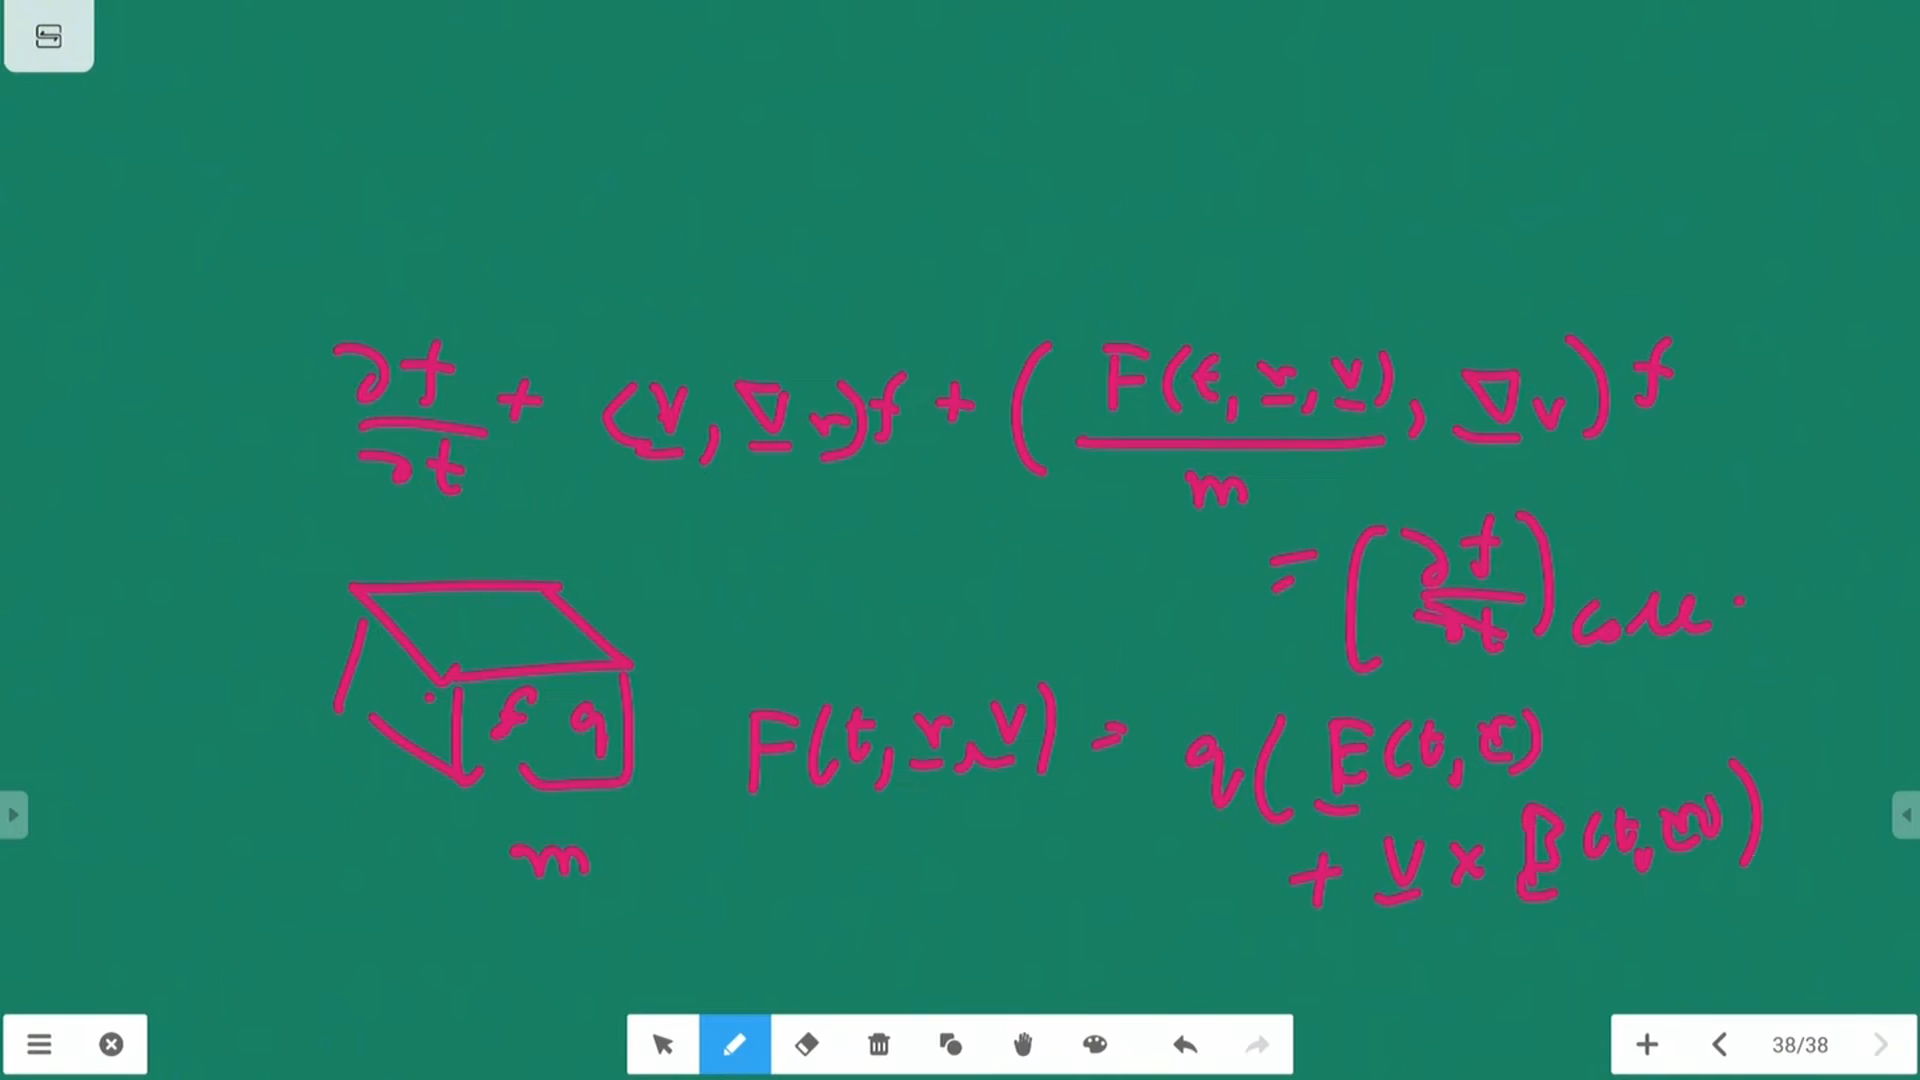 ∂f/∂t + (v, ∇r)f + (F(t, r, v)/m, ∇v) f
= (∂f/∂t)coll.
f q
F(t, r, v) = q(E(t, r)
+ v × B(t, r))
m
38/38